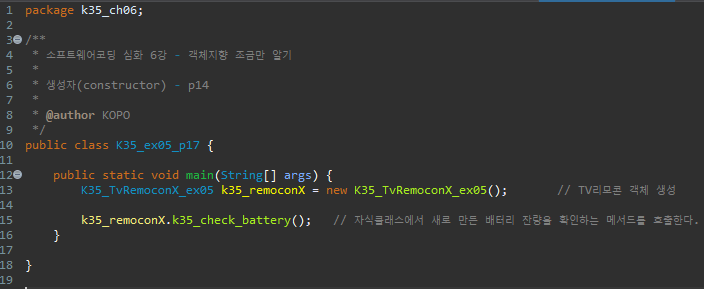 1 package k35_ch06;
2
3 /**
4  * 소프트웨어코딩 심화 6강 - 객체지향 조금만 알기
5  *
6  * 생성자(constructor) - p14
7  *
8  * @author KOPO
9  */
10 public class K35_ex05_p17 {
11
12     public static void main(String[] args) {
13         K35_TvRemoconX_ex05 k35_remoconX = new K35_TvRemoconX_ex05();       // TV리모콘 객체 생성
14
15         k35_remoconX.k35_check_battery();   // 자식클래스에서 새로 만든 배터리 잔량을 확인하는 메서드를 호출한다.
16     }
17
18 }
19